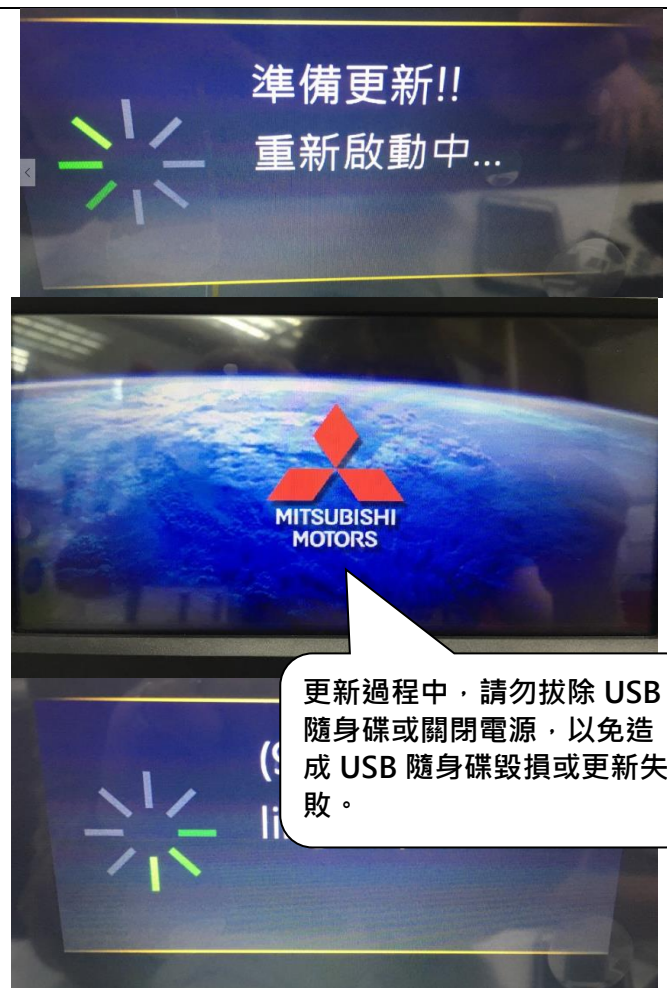 準備更新!!
重新啟動中...
MITSUBISHI
MOTORS
更新過程中，請勿拔除 USB
隨身碟或關閉電源，以免造
成 USB 隨身碟毀損或更新失
敗。
(
li